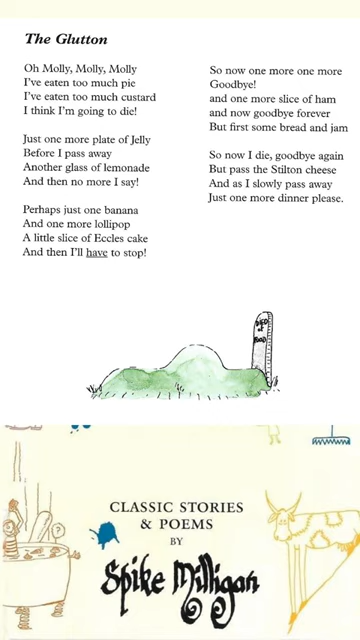 The Glutton
Oh Molly, Molly, Molly
I've eaten too much pie
I've eaten too much custard
I think I'm going to die!
Just one more plate of Jelly
Before I pass away
Another glass of lemonade
And then no more I say!
Perhaps just one banana
And one more lollipop
A little slice of Eccles cake
And then I'll have to stop!
So now one more one more
Goodbye!
and one more slice of ham
and now goodbye forever
But first some bread and jam
So now I die, goodbye again
But pass the Stilton cheese
And as I slowly pass away
Just one more dinner please.
DIED
of
FOOD
CLASSIC STORIES
& POEMS
BY
Spike Milligan
?